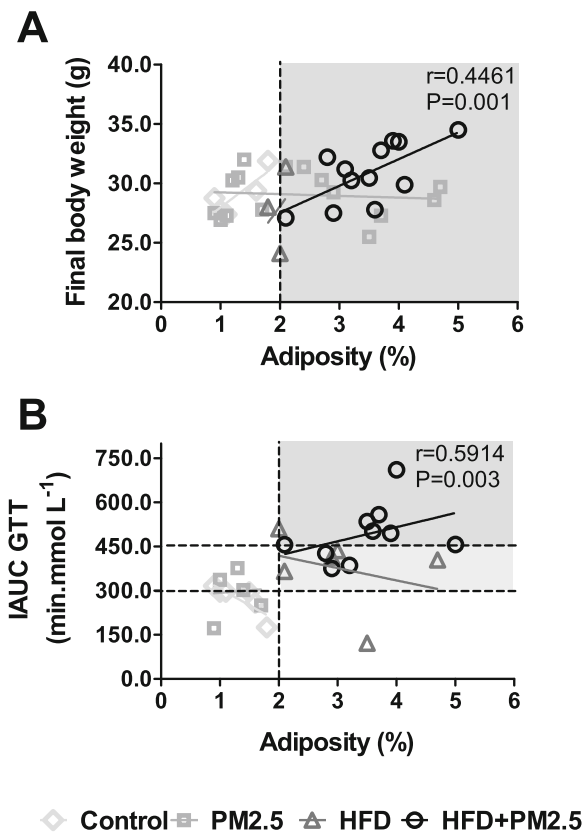 A
40.0
35.0
30.0
25.0
20.0
Final body weight (g)
r=0.4461
P=0.001
0 1 2 3 4 5 6
Adiposity (%)
B
750.0
600.0
450.0
300.0
150.0
0.0
IAUC GTT
(min.mmol L-1)
r=0.5914
P=0.003
0 1 2 3 4 5 6
Adiposity (%)
Control PM2.5 HFD HFD+PM2.5